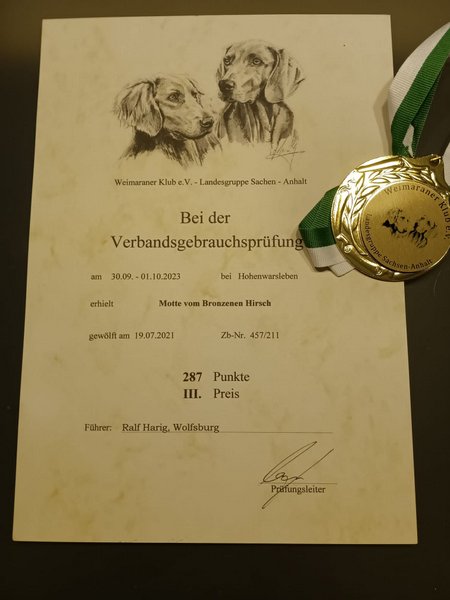 Weimaraner Klub e.V. - Landesgruppe Sachen - Anhalt
Bei der
Verbandsgebrauchsprüfung
am 30.09. - 01.10.2023 bei Hohenwarsleben
erhielt Motte vom Bronzenen Hirsch
gewölft am 19.07.2021 Zb-Nr. 457/211
287 Punkte
III. Preis
Führer: Ralf Harig, Wolfsburg
Prüfungsleiter
Weimaraner Klub e.V.
Landesgruppe Sachsen-Anhalt